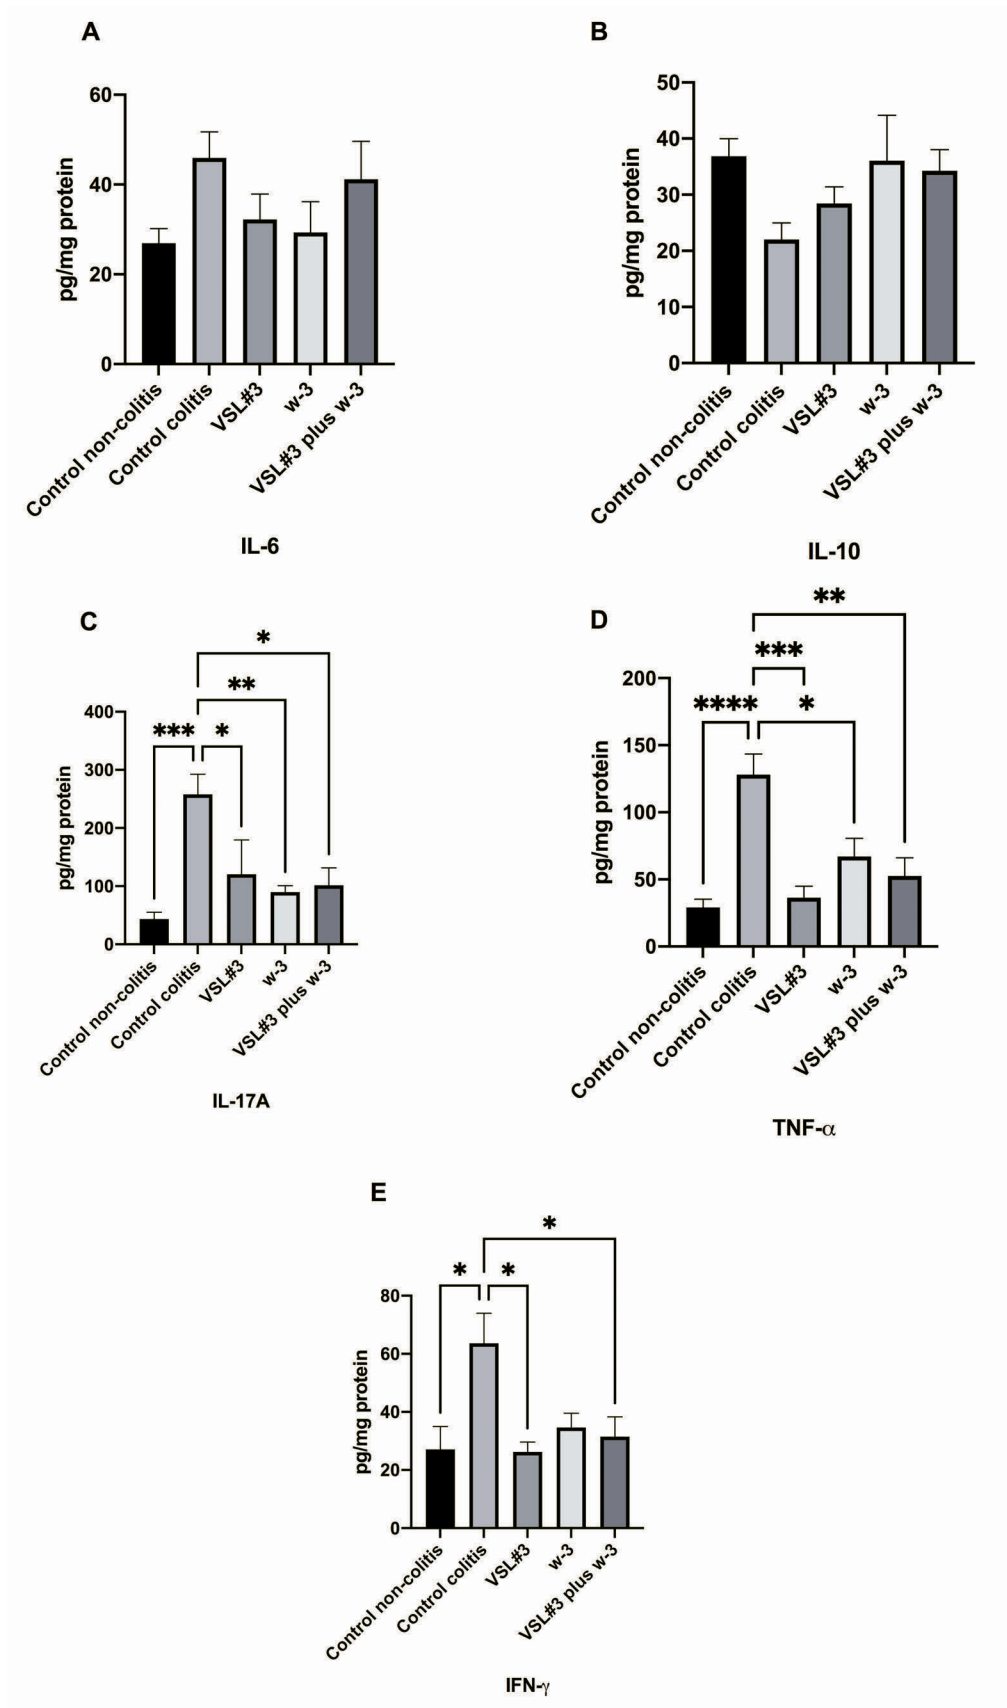 A
60
40
20
0
pg/mg protein
Control non-colitis
Control colitis
VSL#3
w-3
VSL#3 plus w-3
IL-6
B
50
40
30
20
10
0
pg/mg protein
Control non-colitis
Control colitis
VSL#3
w-3
VSL#3 plus w-3
IL-10
C
*
**
*** *
400
300
200
100
0
pg/mg protein
Control non-colitis
Control colitis
VSL#3
w-3
VSL#3 plus w-3
IL-17A
D
**
***
**** *
200
150
100
50
0
pg/mg protein
Control non-colitis
Control colitis
VSL#3
w-3
VSL#3 plus w-3
TNF-α
E
*
* *
80
60
40
20
0
pg/mg protein
Control non-colitis
Control colitis
VSL#3
w-3
VSL#3 plus w-3
IFN-γ